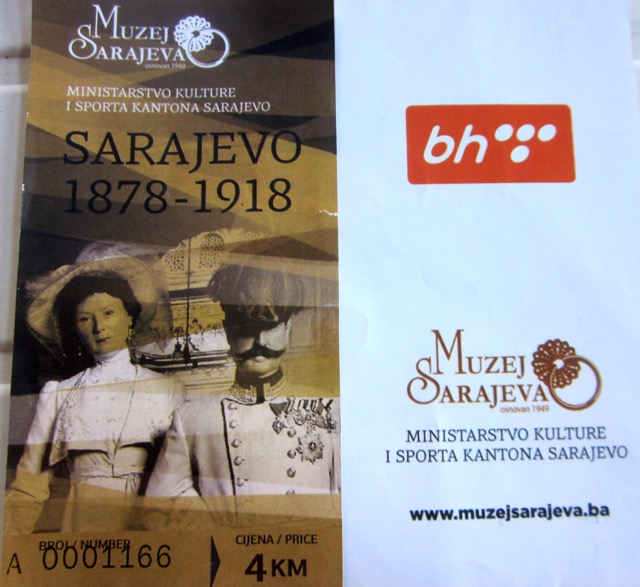 MUZEJ
SARAJEVA
osnovan 1949
MINISTARSTVO KULTURE
I SPORTA KANTONA SARAJEVO
SARAJEVO
1878-1918
BROJ / NUMBER
A 0001166
CIJENA / PRICE
4 KM
bh
MUZEJ
SARAJEVA
osnovan 1949
MINISTARSTVO KULTURE
I SPORTA KANTONA SARAJEVO
www.muzejsarajeva.ba